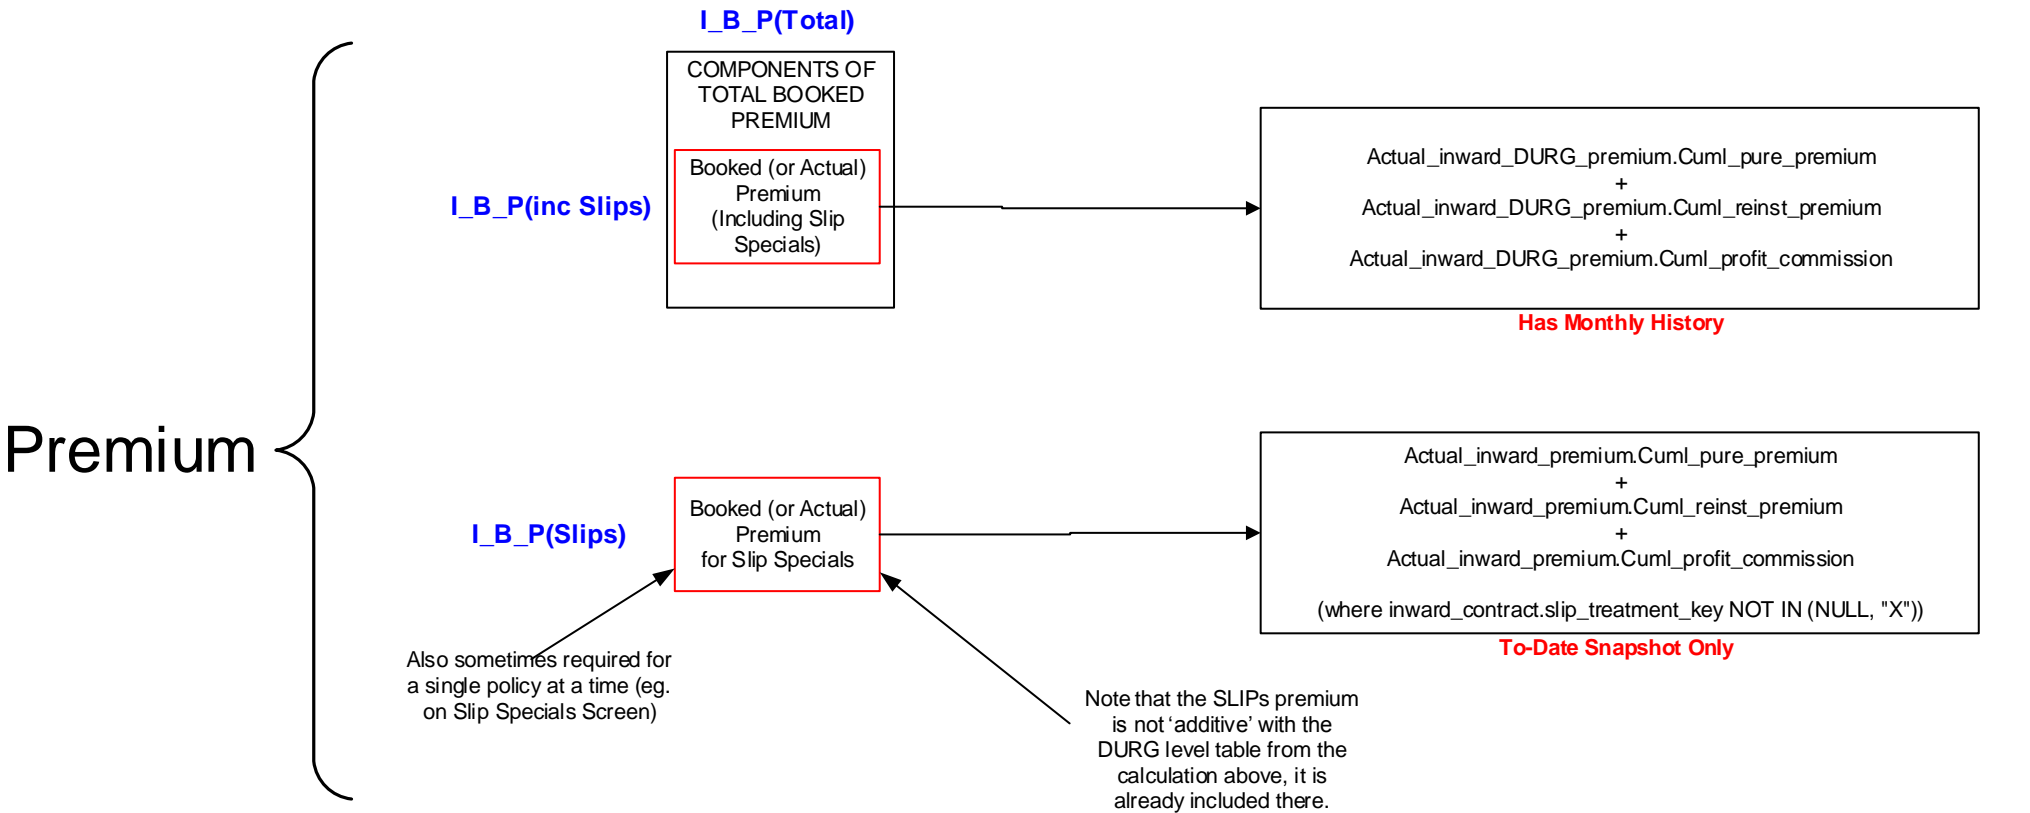 I_B_P(Total)
COMPONENTS OF
TOTAL BOOKED
PREMIUM
I_B_P(inc Slips)
Booked (or Actual)
Premium
(Including Slip
Specials)
Actual_inward_DURG_premium.Cuml_pure_premium
+
Actual_inward_DURG_premium.Cuml_reinst_premium
+
Actual_inward_DURG_premium.Cuml_profit_commission
Has Monthly History
Premium
I_B_P(Slips)
Booked (or Actual)
Premium
for Slip Specials
Actual_inward_premium.Cuml_pure_premium
+
Actual_inward_premium.Cuml_reinst_premium
+
Actual_inward_premium.Cuml_profit_commission
(where inward_contract.slip_treatment_key NOT IN (NULL, "X"))
To-Date Snapshot Only
Also sometimes required for
a single policy at a time (eg.
on Slip Specials Screen)
Note that the SLIPs premium
is not ‘additive’ with the
DURG level table from the
calculation above, it is
already included there.